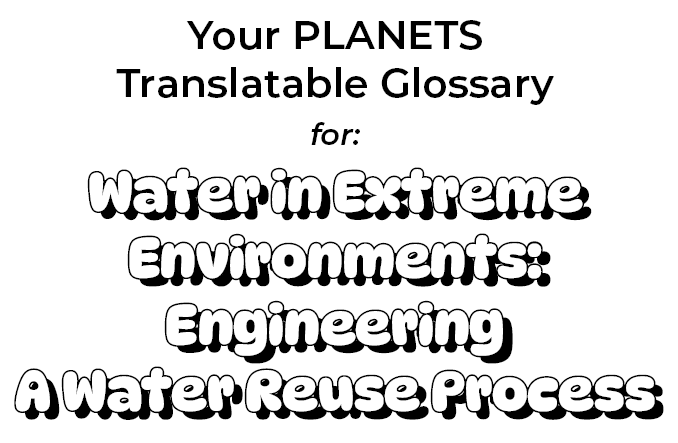 Your PLANETS
Translatable Glossary
for:
Water in Extreme
Environments:
Engineering
A Water Reuse Process